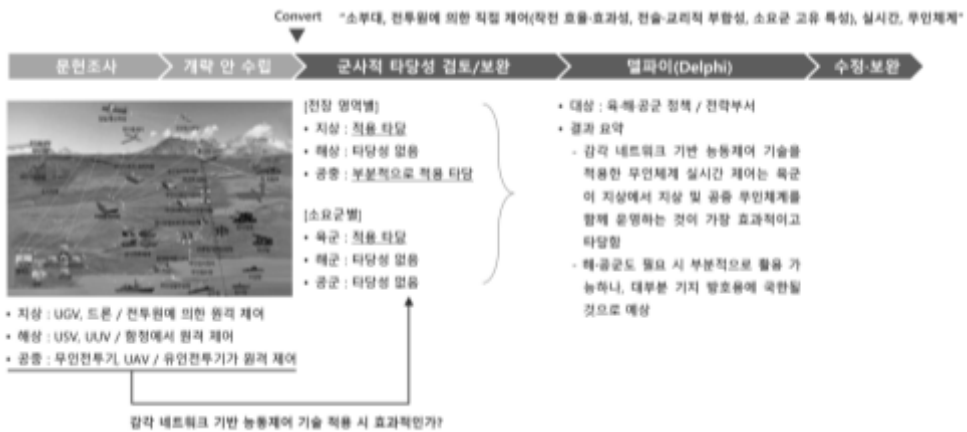 Convert "소부대, 전투원에 의한 직접 제어(작전 효율·효과성, 전술·교리적 부합성, 소요군 고유 특성), 실시간, 무인체계"
문헌조사
개략 안 수립
군사적 타당성 검토/보완
델파이(Delphi)
수정·보완
[전장 영역별]
• 지상 : 적용 타당
• 해상 : 타당성 없음
• 공중 : 부분적으로 적용 타당
[소요군별]
• 육군 : 적용 타당
• 해군 : 타당성 없음
• 공군 : 타당성 없음
• 대상 : 육·해·공군 정책 / 전략부서
• 결과 요약
- 감각 네트워크 기반 능동제어 기술을
적용한 무인체계 실시간 제어는 육군
이 지상에서 지상 및 공중 무인체계를
함께 운영하는 것이 가장 효과적이고
타당함
- 해·공군도 필요 시 부분적으로 활용 가
능하나, 대부분 기지 방호용에 국한될
것으로 예상
• 지상 : UGV, 드론 / 전투원에 의한 원격 제어
• 해상 : USV, UUV / 함정에서 원격 제어
• 공중 : 무인전투기, UAV / 유인전투기가 원격 제어
감각 네트워크 기반 능동제어 기술 적용 시 효과적인가?